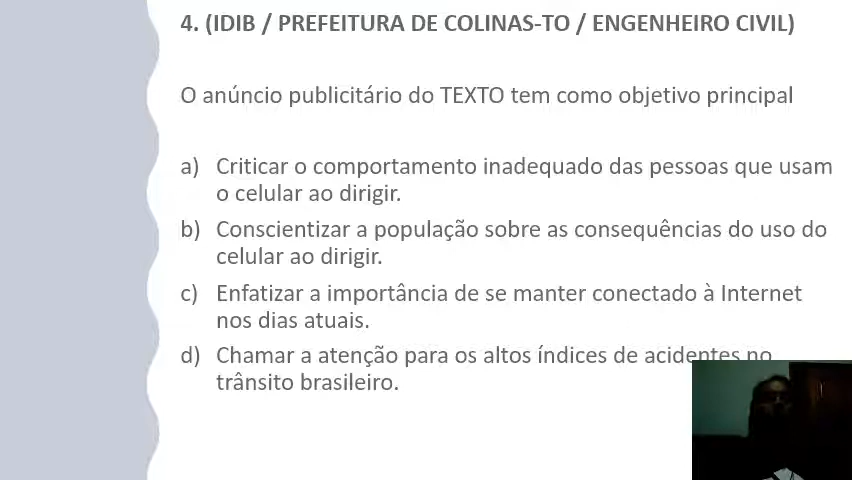 4. (IDIB / PREFEITURA DE COLINAS-TO / ENGENHEIRO CIVIL)
O anúncio publicitário do TEXTO tem como objetivo principal
a) Criticar o comportamento inadequado das pessoas que usam
o celular ao dirigir.
b) Conscientizar a população sobre as consequências do uso do
celular ao dirigir.
c) Enfatizar a importância de se manter conectado à Internet
nos dias atuais.
d) Chamar a atenção para os altos índices de acidentes no
trânsito brasileiro.